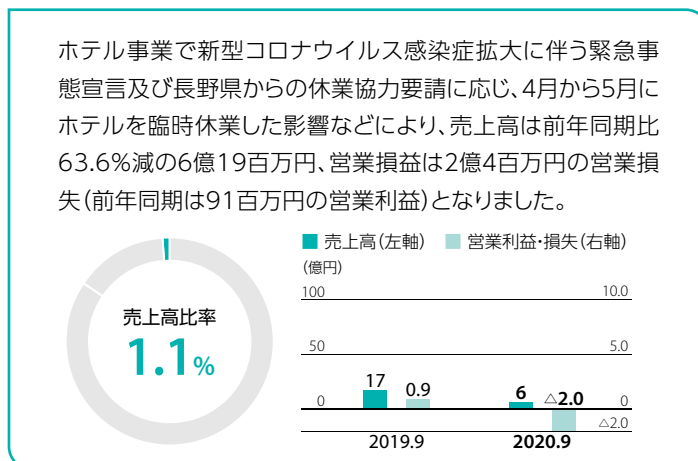 ホテル事業で新型コロナウイルス感染症拡大に伴う緊急事
態宣言及び長野県からの休業協力要請に応じ、4月から5月に
ホテルを臨時休業した影響などにより、売上高は前年同期比
63.6%減の6億19百万円、営業損益は2億4百万円の営業損
失(前年同期は91百万円の営業利益)となりました。
売上高比率
1.1%
売上高(左軸) 営業利益・損失(右軸)
(億円)
100 10.0
50 5.0
17 0.9 6 △2.0
0 0
△2.0
2019.9 2020.9